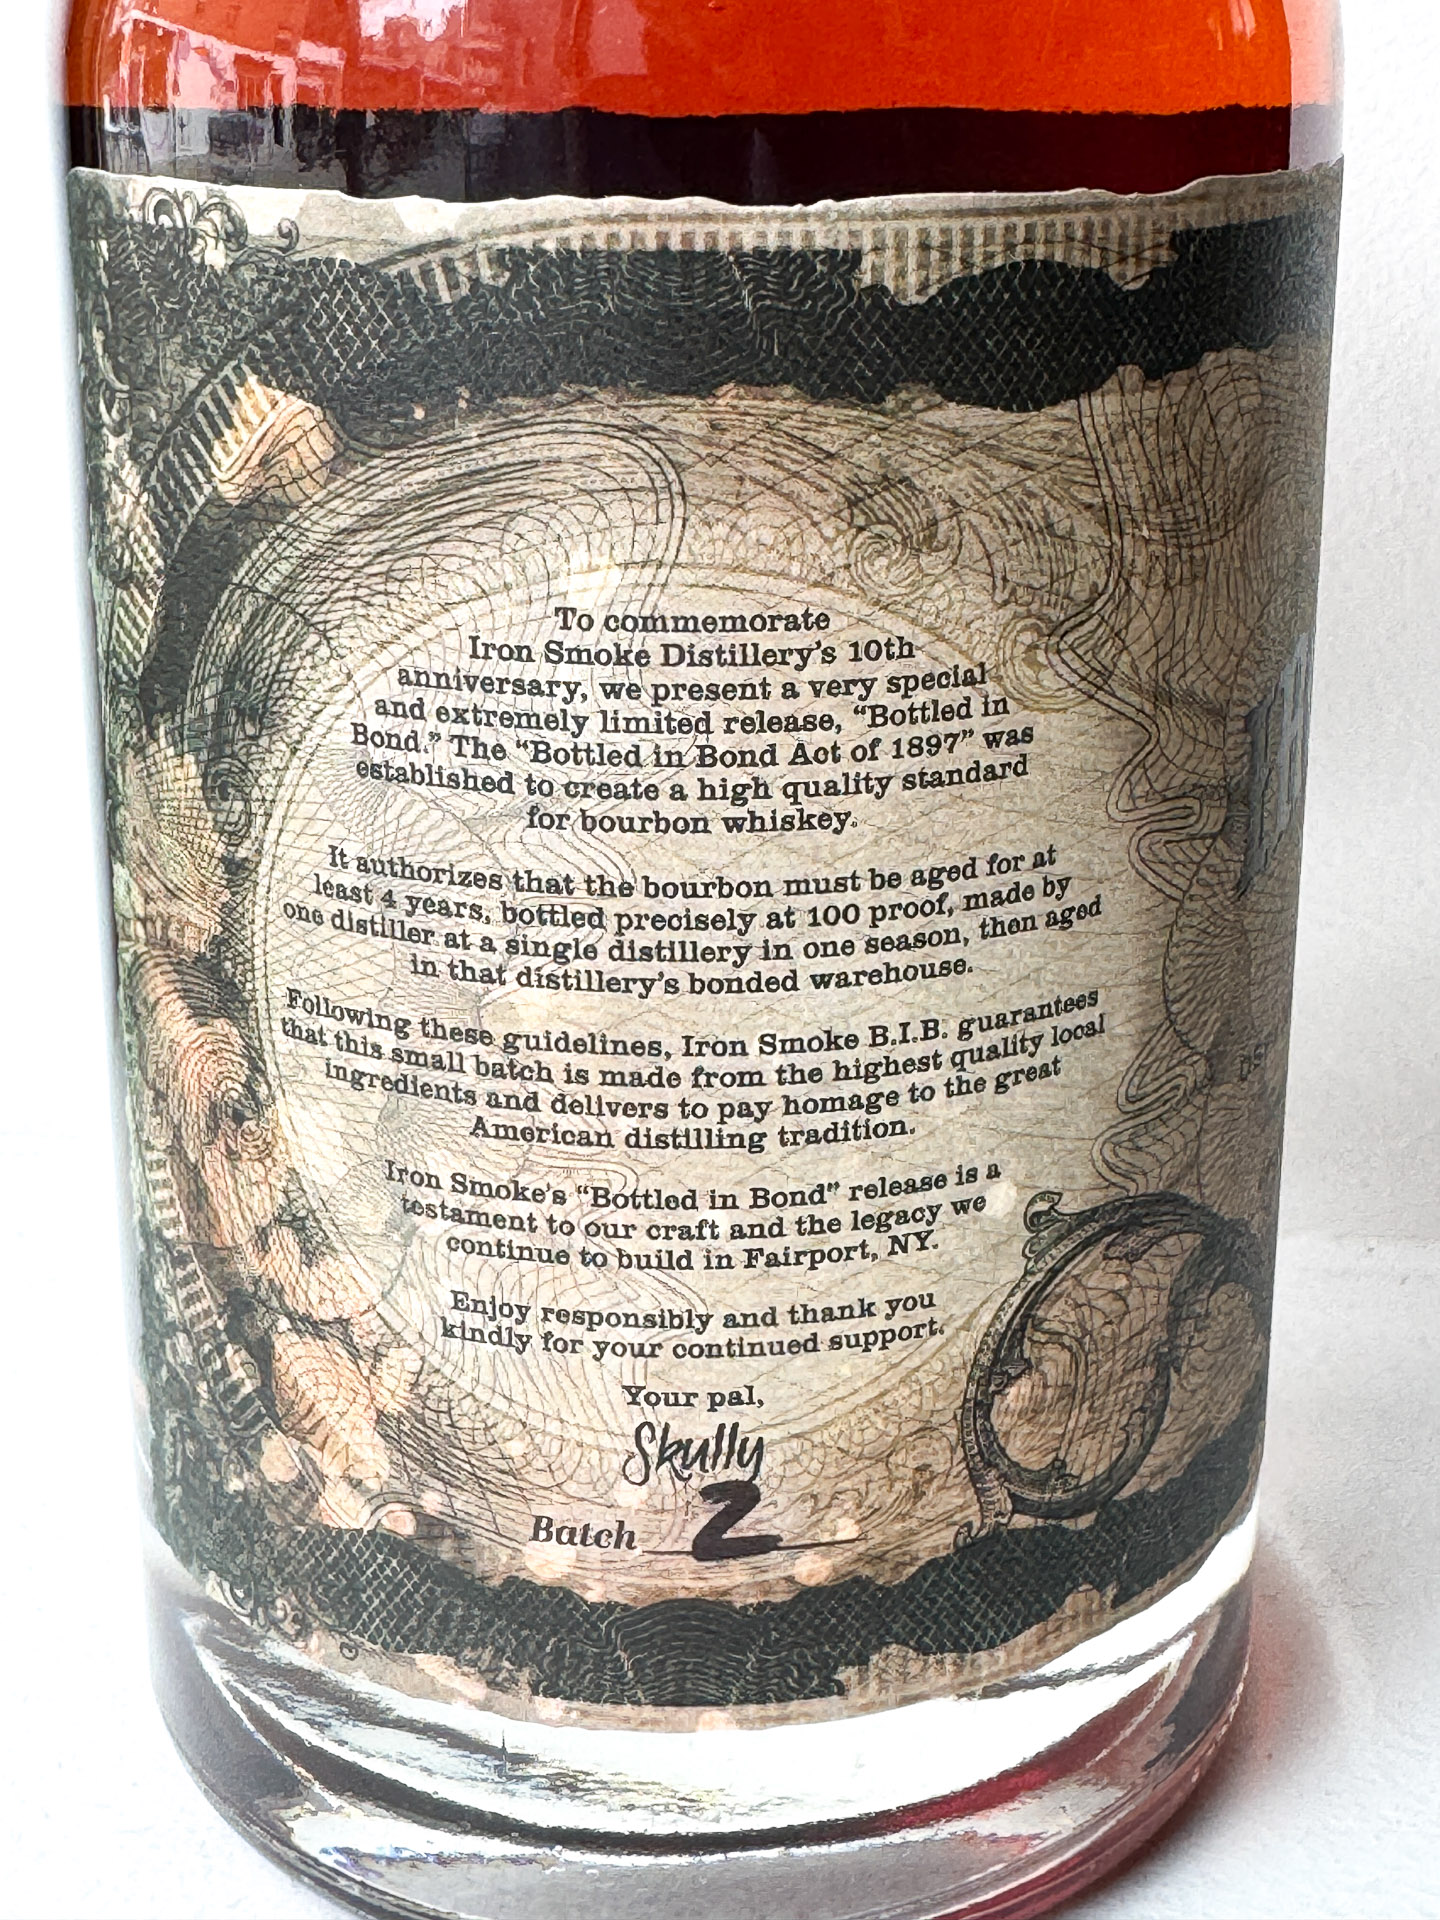 To commemorate
Iron Smoke Distillery's 10th
anniversary, we present a very special
and extremely limited release, “Bottled in
Bond.” The “Bottled in Bond Act of 1897” was
established to create a high quality standard
for bourbon whiskey.
It authorizes that the bourbon must be aged for at
least 4 years, bottled precisely at 100 proof, made by
one distiller at a single distillery in one season, then aged
in that distillery's bonded warehouse.
Following these guidelines, Iron Smoke B.I.B. guarantees
that this small batch is made from the highest quality local
ingredients and delivers to pay homage to the great
American distilling tradition.
Iron Smoke's “Bottled in Bond” release is a
testament to our craft and the legacy we
continue to build in Fairport, NY.
Enjoy responsibly and thank you
kindly for your continued support.
Your pal,
Skully
Batch 2